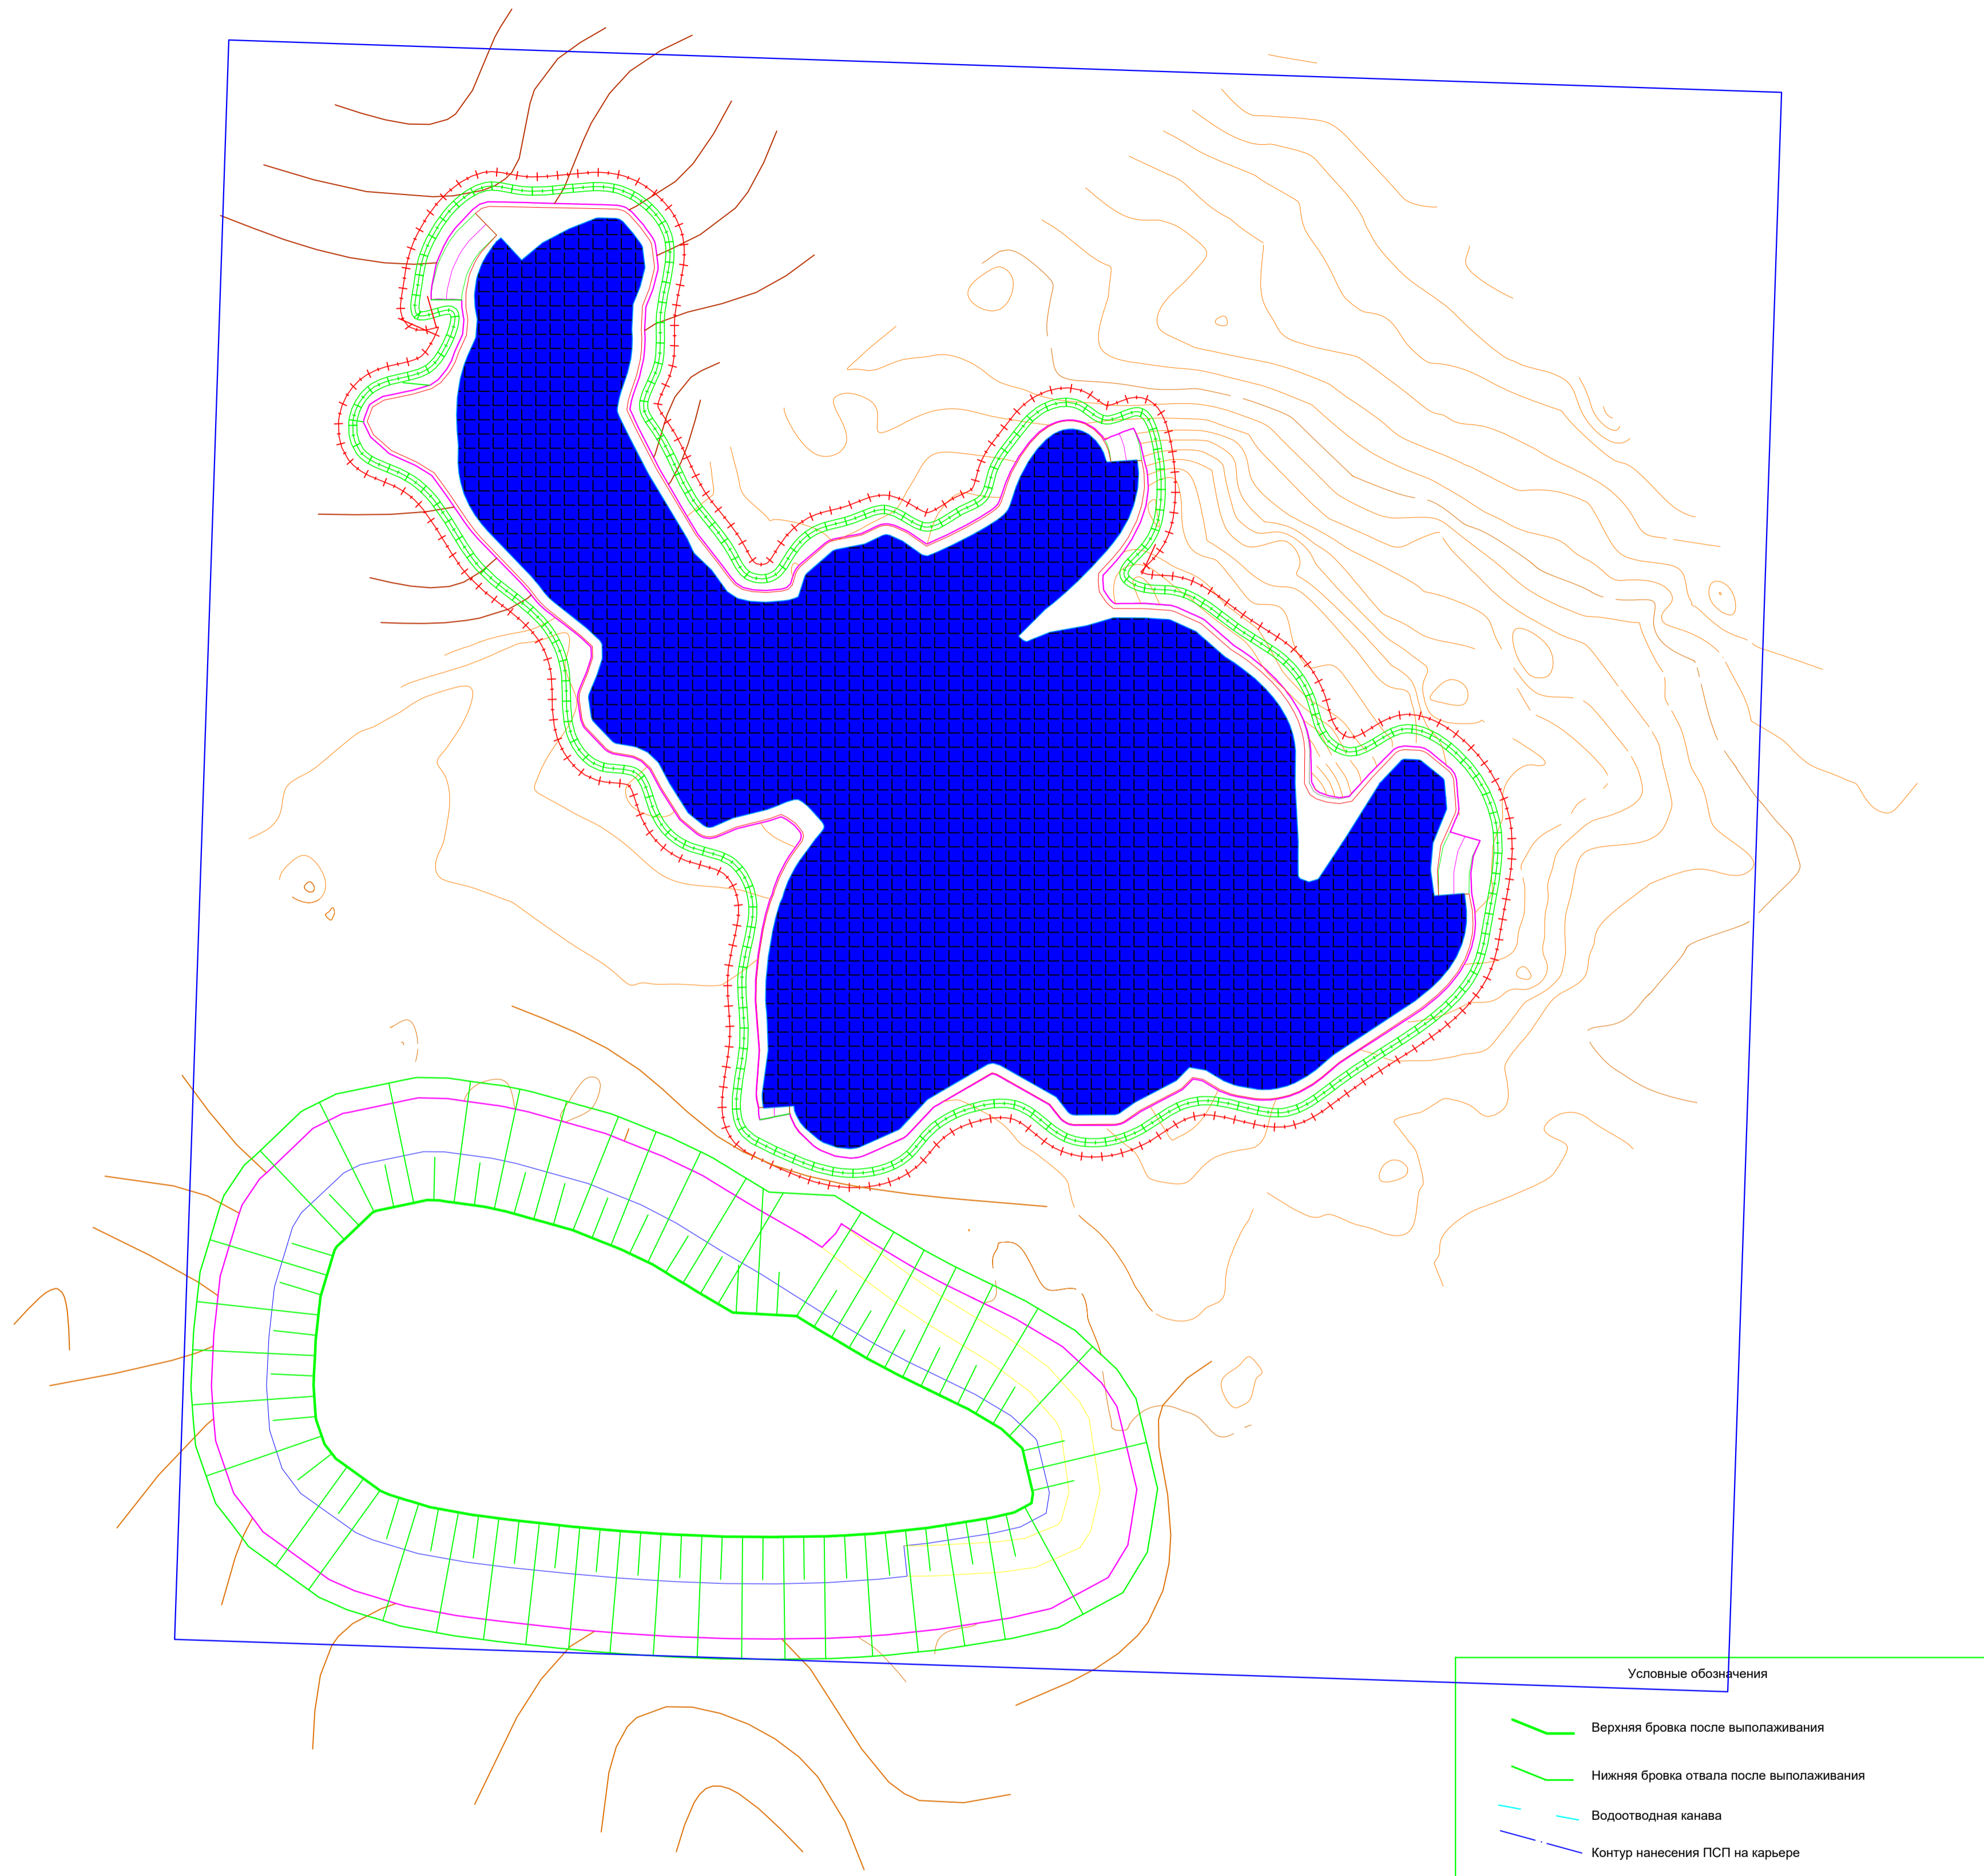 Условные обозначения
Верхняя бровка после выполаживания
Нижняя бровка отвала после выполаживания
Водоотводная канава
Контур нанесения ПСП на карьере